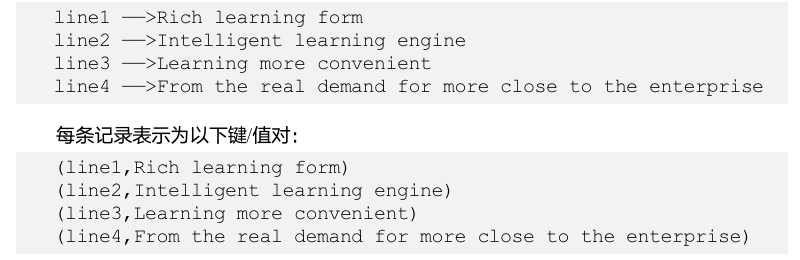 line1 ——>Rich learning form
line2 ——>Intelligent learning engine
line3 ——>Learning more convenient
line4 ——>From the real demand for more close to the enterprise
每条记录表示为以下键/值对：
(line1,Rich learning form)
(line2,Intelligent learning engine)
(line3,Learning more convenient)
(line4,From the real demand for more close to the enterprise)